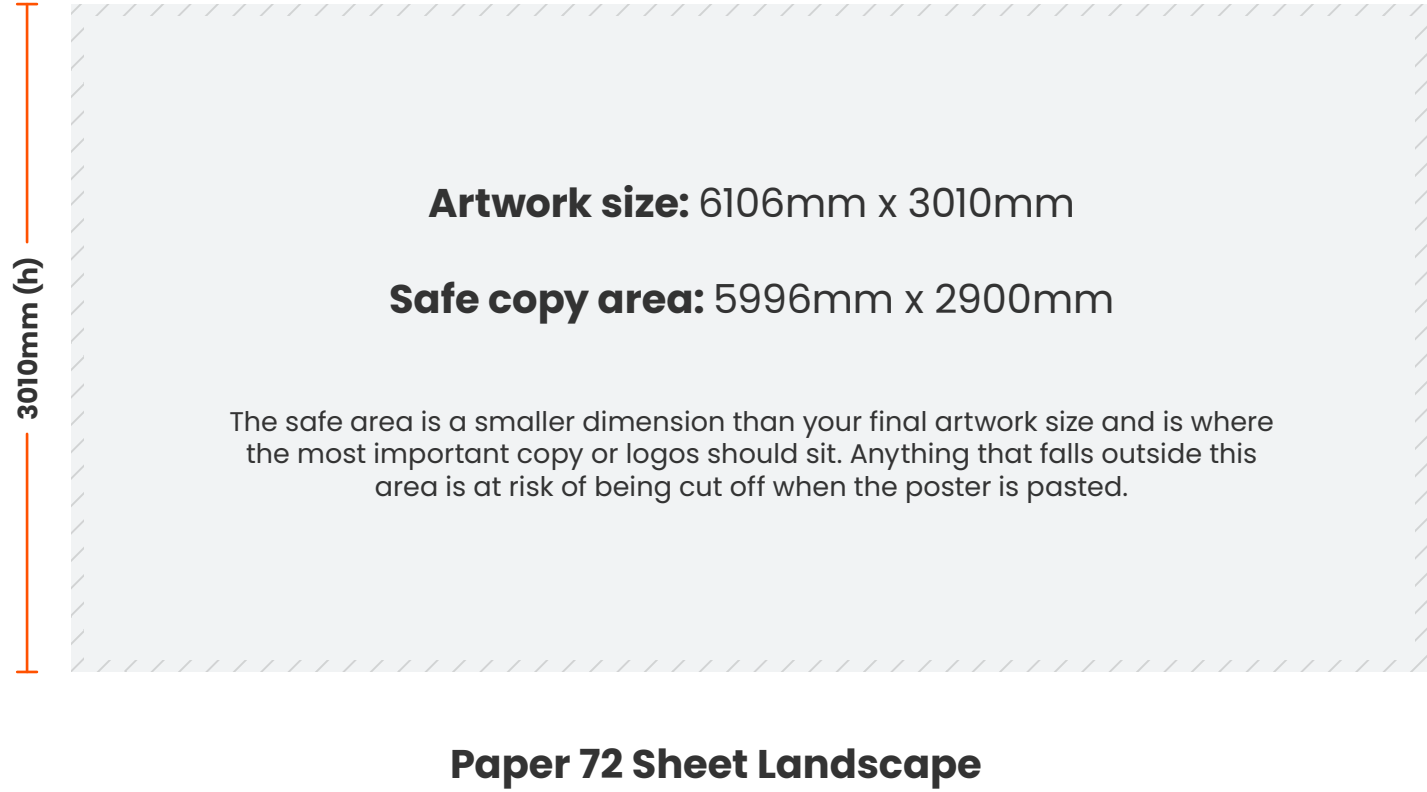 3010mm (h)
Artwork size: 6106mm x 3010mm
Safe copy area: 5996mm x 2900mm
The safe area is a smaller dimension than your final artwork size and is where
the most important copy or logos should sit. Anything that falls outside this
area is at risk of being cut off when the poster is pasted.
Paper 72 Sheet Landscape